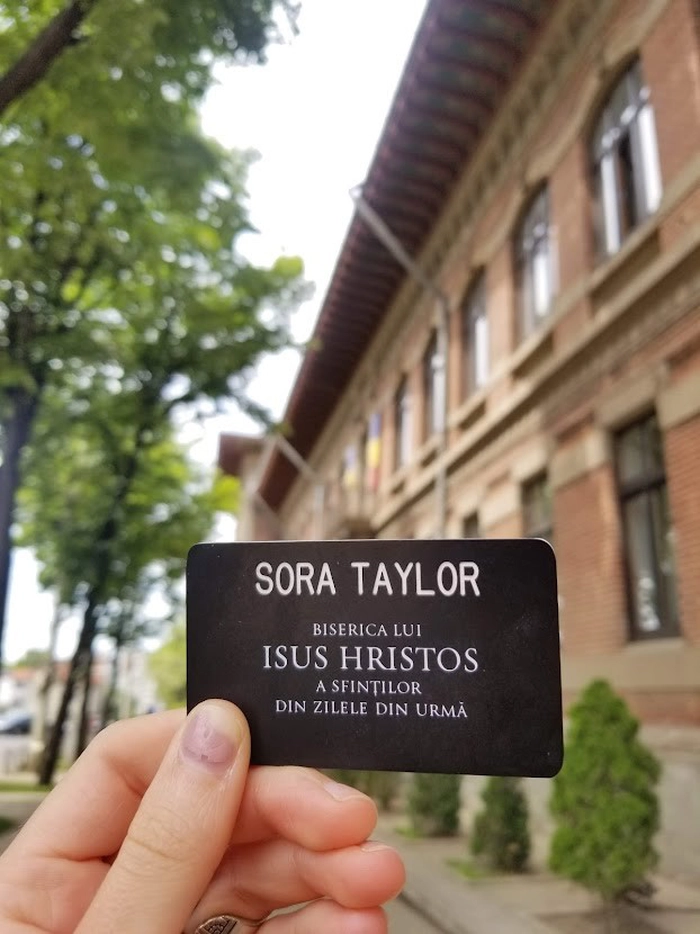 SORA TAYLOR
BISERICA LUI
ISUS HRISTOS
A SFINȚILOR
DIN ZILELE DIN URMĂ